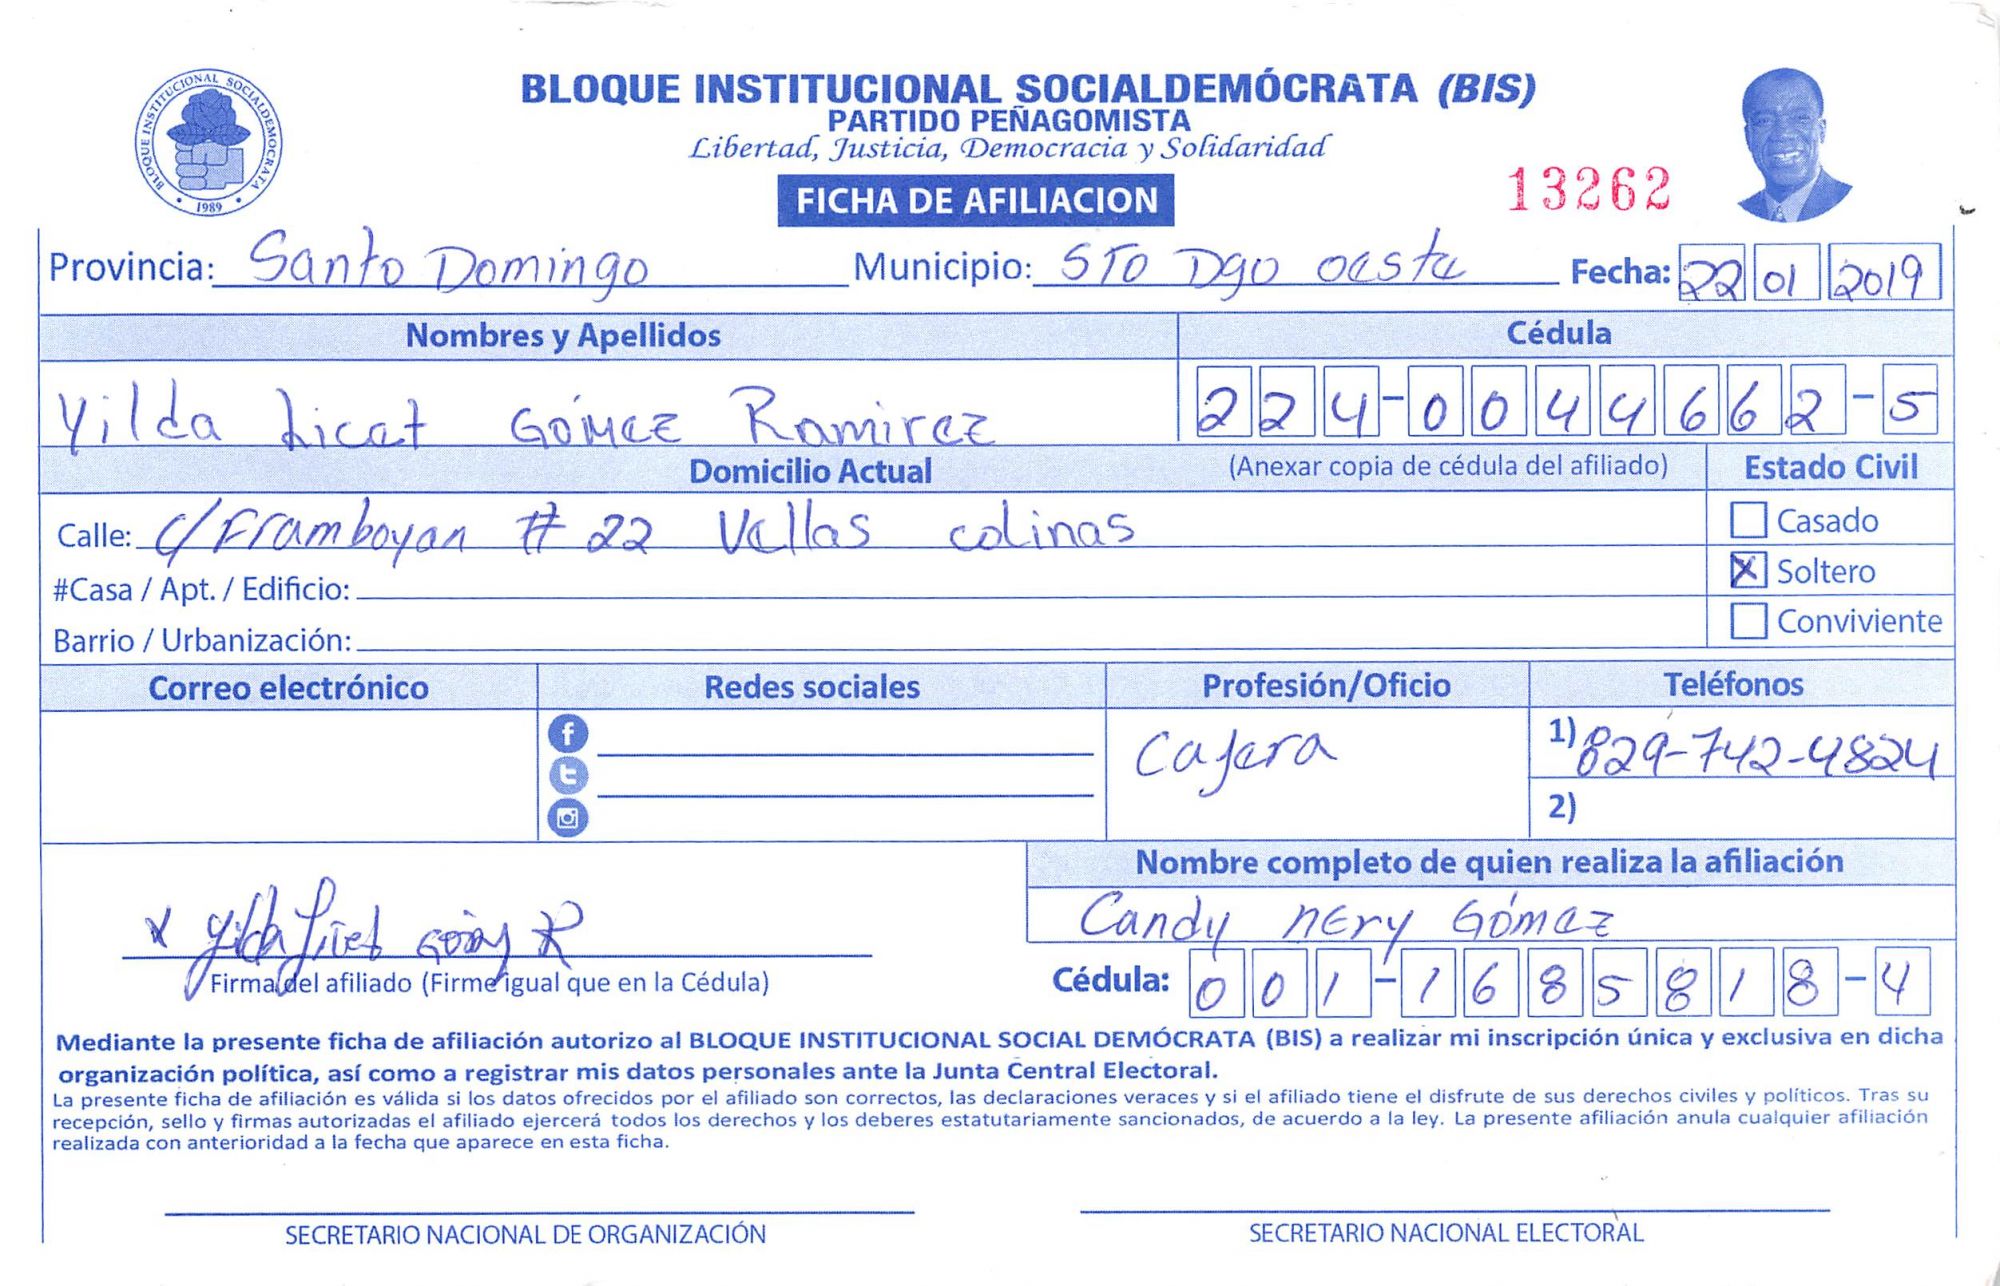 BLOQUE INSTITUCIONAL SOCIALDEMOCRATA
1989
BLOQUE INSTITUCIONAL SOCIALDEMÓCRATA (BIS)
PARTIDO PEÑAGOMISTA
Libertad, Justicia, Democracia y Solidaridad
FICHA DE AFILIACION
13262
Provincia: Santo Domingo Municipio: STO Dgo oeste Fecha: 22 01 2019
Nombres y Apellidos Cédula
Yilda Licet Gómez Ramirez 224-0044662-5
Domicilio Actual (Anexar copia de cédula del afiliado) Estado Civil
Calle: c/Framboyan # 22 Vellas colinas
Casado
#Casa / Apt. / Edificio:
X Soltero
Barrio / Urbanización:
Conviviente
Correo electrónico Redes sociales Profesión/Oficio Teléfonos
Cajera 1) 829-742-4824
2)
Nombre completo de quien realiza la afiliación
Candy nery Gómez
x Yilda Licet Gómez R
Firma del afiliado (Firme igual que en la Cédula)
Cédula: 001-1685818-4
Mediante la presente ficha de afiliación autorizo al BLOQUE INSTITUCIONAL SOCIAL DEMÓCRATA (BIS) a realizar mi inscripción única y exclusiva en dicha
organización política, así como a registrar mis datos personales ante la Junta Central Electoral.
La presente ficha de afiliación es válida si los datos ofrecidos por el afiliado son correctos, las declaraciones veraces y si el afiliado tiene el disfrute de sus derechos civiles y políticos. Tras su
recepción, sello y firmas autorizadas el afiliado ejercerá todos los derechos y los deberes estatutariamente sancionados, de acuerdo a la ley. La presente afiliación anula cualquier afiliación
realizada con anterioridad a la fecha que aparece en esta ficha.
SECRETARIO NACIONAL DE ORGANIZACIÓN
SECRETARIO NACIONAL ELECTORAL